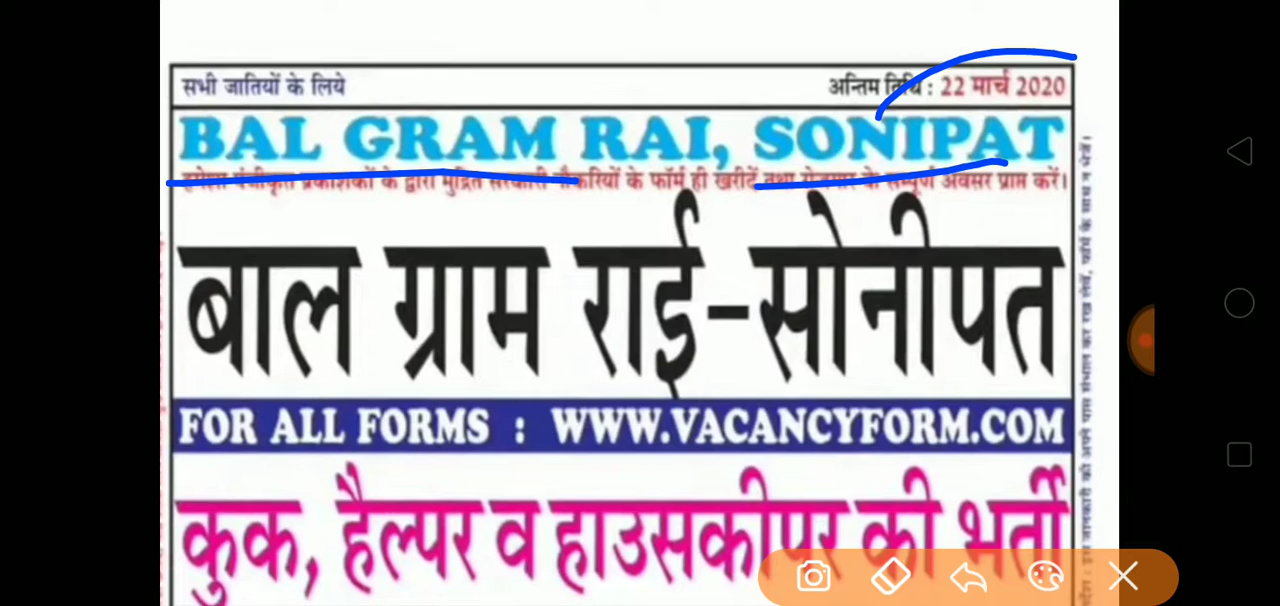 सभी जातियों के लिये
अन्तिम तिथि : 22 मार्च 2020
BAL GRAM RAI, SONIPAT
हमेशा पंजीकृत प्रकाशकों के द्वारा मुद्रित सरकारी नौकरियों के फॉर्म ही खरीदें तथा रोजगार के सम्पूर्ण अवसर प्राप्त करें।
बाल ग्राम राई-सोनीपत
FOR ALL FORMS : WWW.VACANCYFORM.COM
कुक, हैल्पर व हाउसकीपर की भर्ती